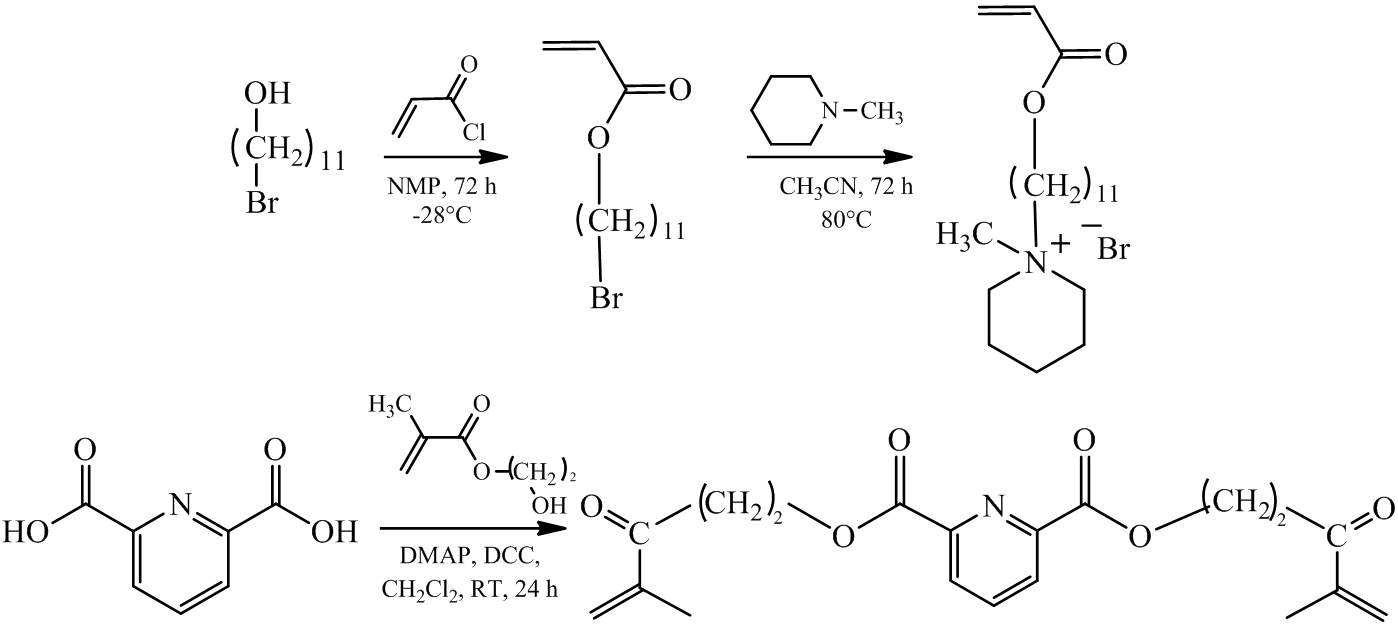 OH
(CH2)11
Br
O
Cl
NMP, 72 h
-28°C
O
O
(CH2)11
Br
N-CH3
CH3CN, 72 h
80°C
O
O
(CH2)11
H3C
N+ −Br
O
HO
N
O
OH
H3C
O
O-(CH2)2
OH
DMAP, DCC,
CH2Cl2, RT, 24 h
O
C
(CH2)2
O
O
N
O
O
(CH2)2
C
O